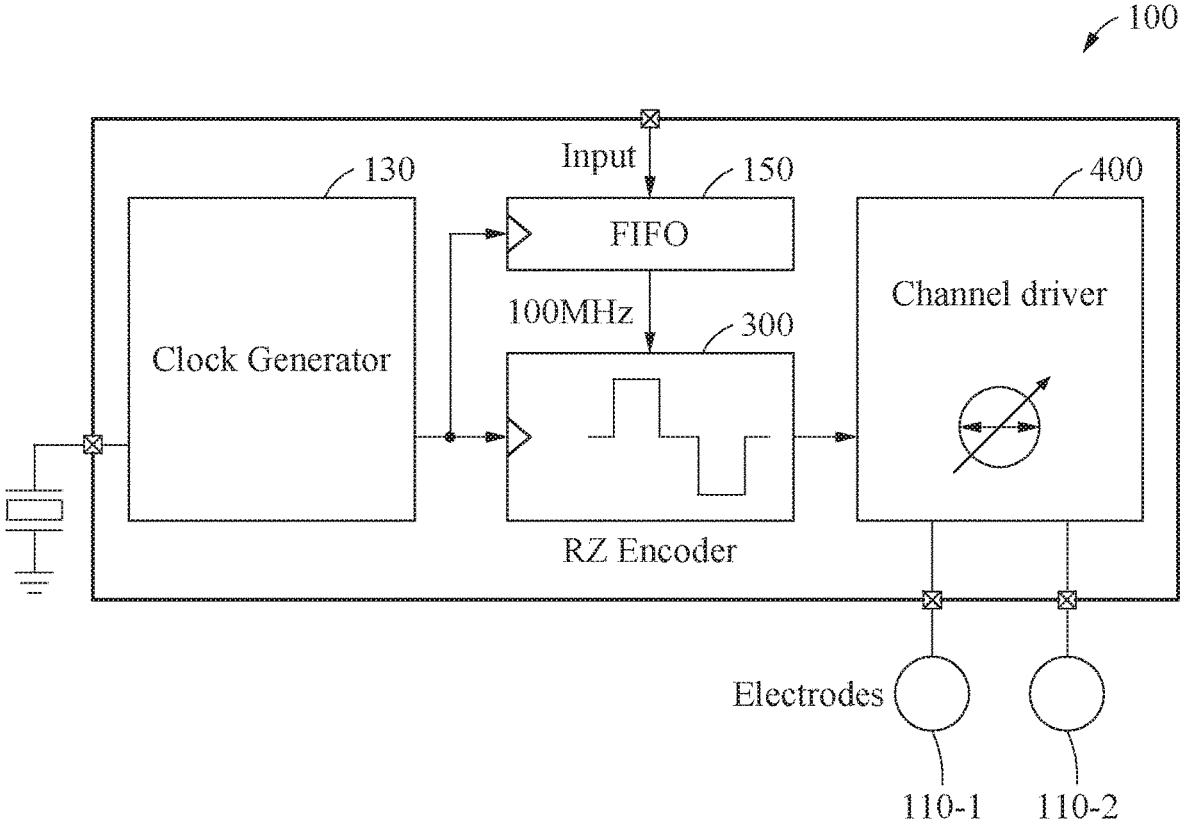 100
Input
130
150
400
FIFO
Channel driver
100MHz
300
Clock Generator
RZ Encoder
Electrodes
110-1
110-2